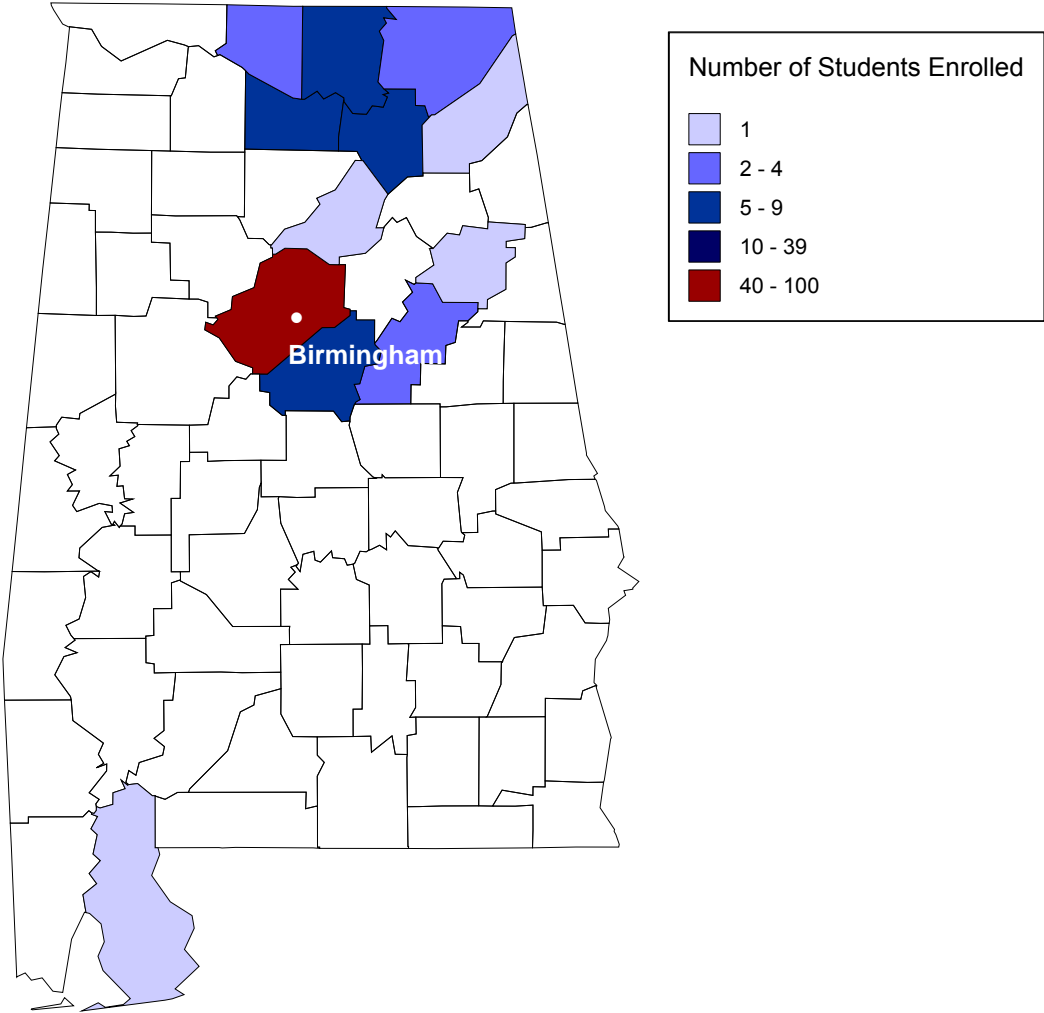 Number of Students Enrolled
1
2 - 4
5 - 9
10 - 39
40 - 100
Birmingham